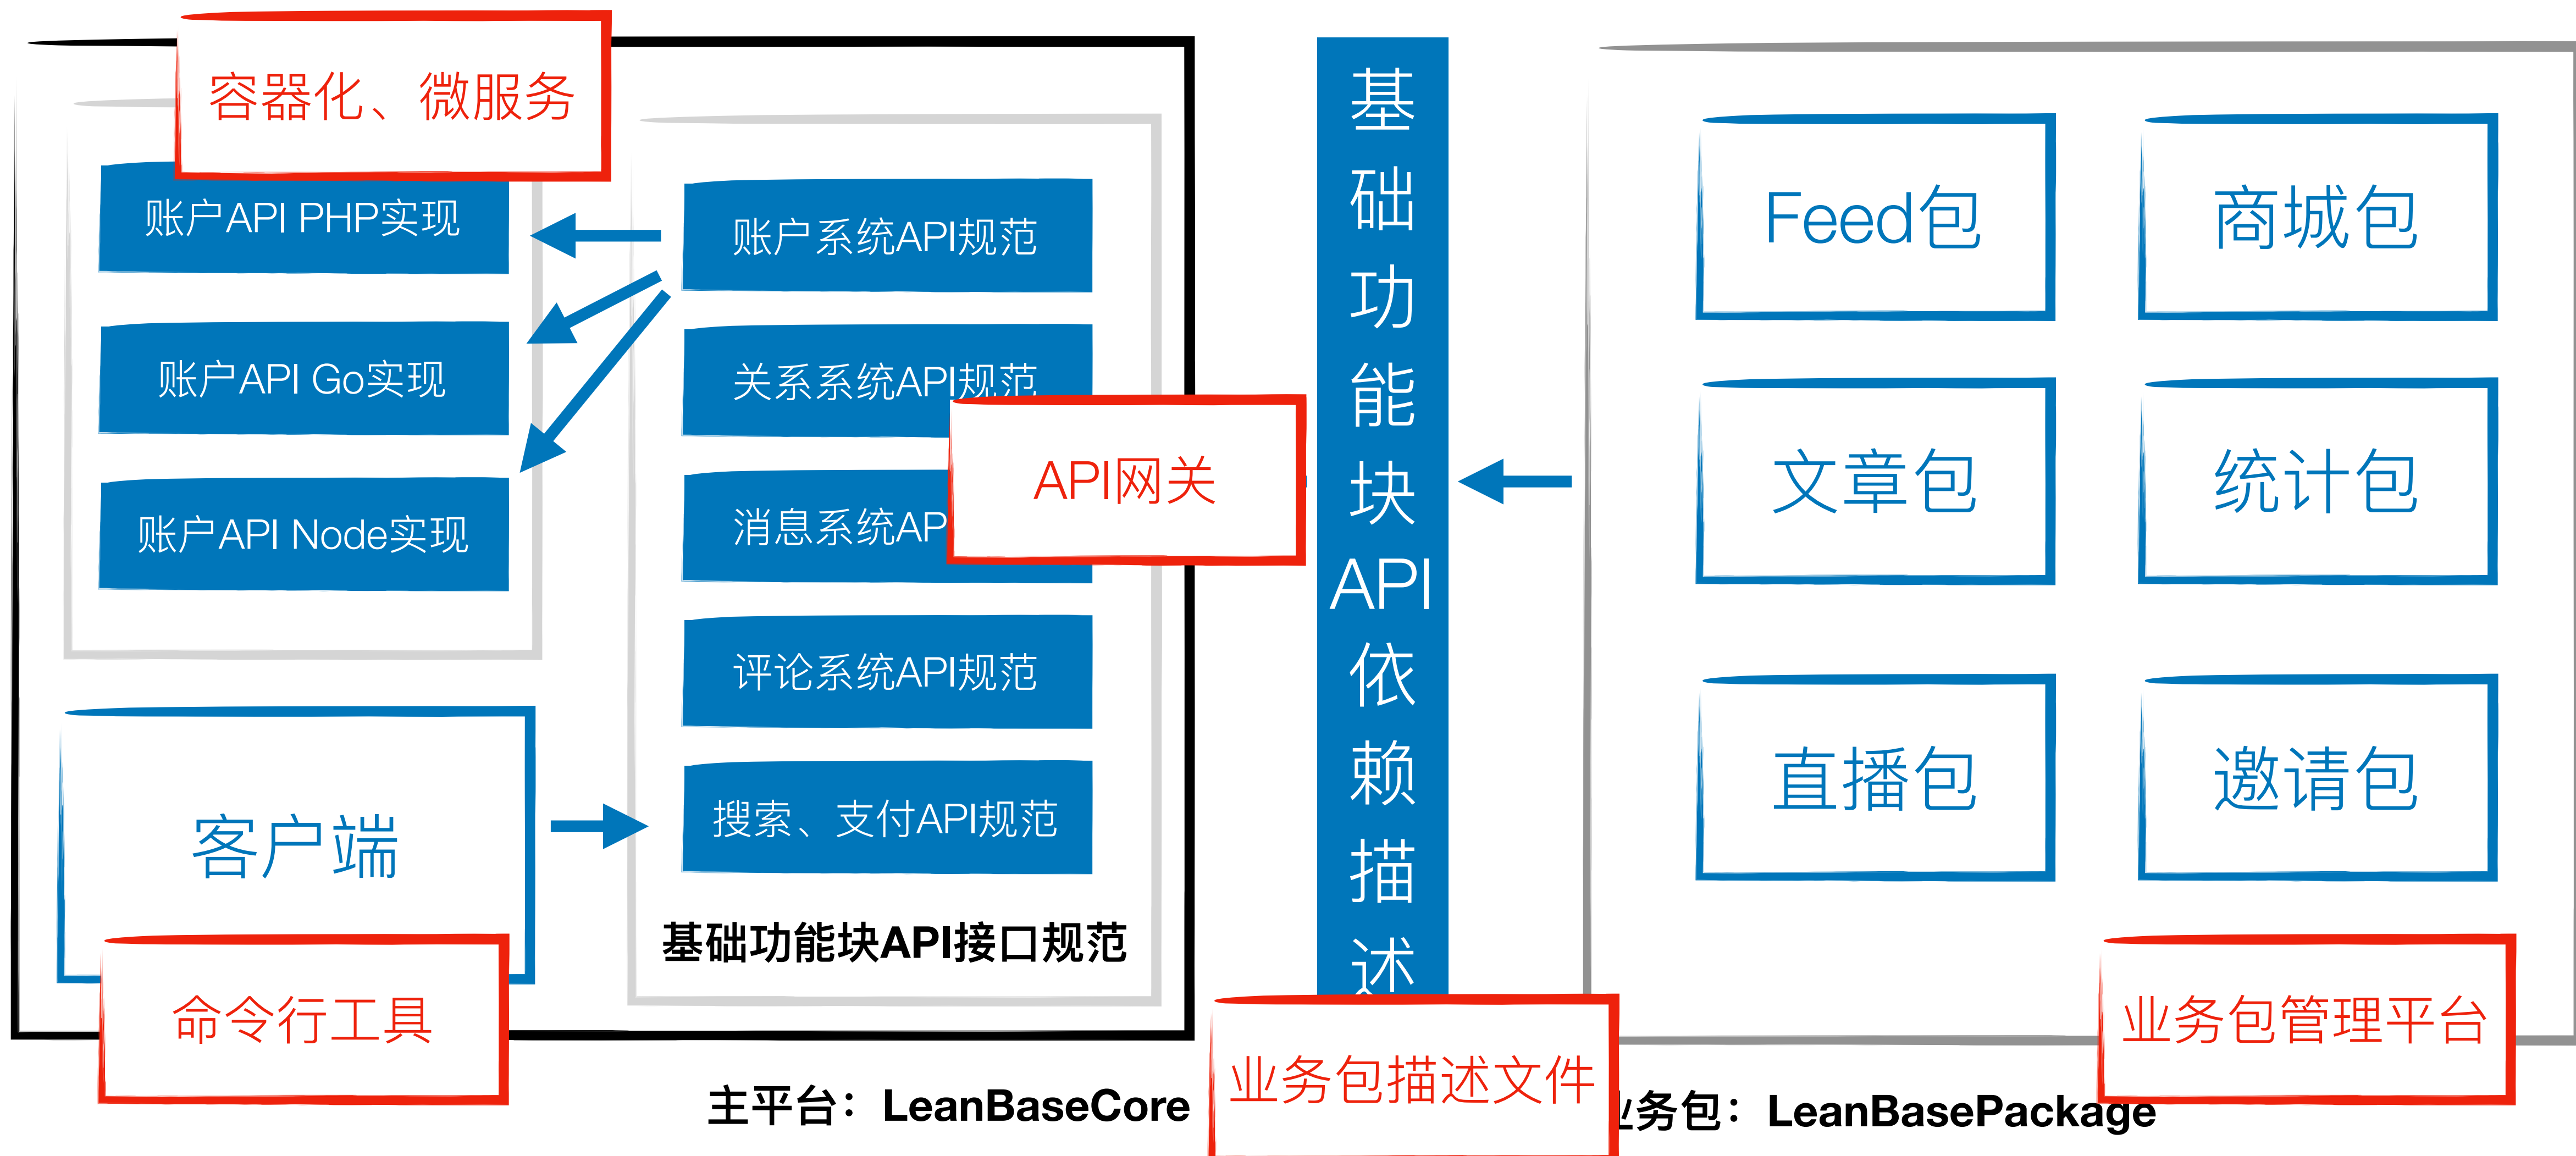 容器化、微服务
账户API PHP实现
账户API Go实现
账户API Node实现
客户端
命令行工具
账户系统API规范
关系系统API规范
消息系统AP
评论系统API规范
搜索、支付API规范
基础功能块API接口规范
API网关
主平台：LeanBaseCore
基础功能块API依赖描述
业务包描述文件
Feed包
商城包
文章包
统计包
直播包
邀请包
业务包管理平台
业务包：LeanBasePackage